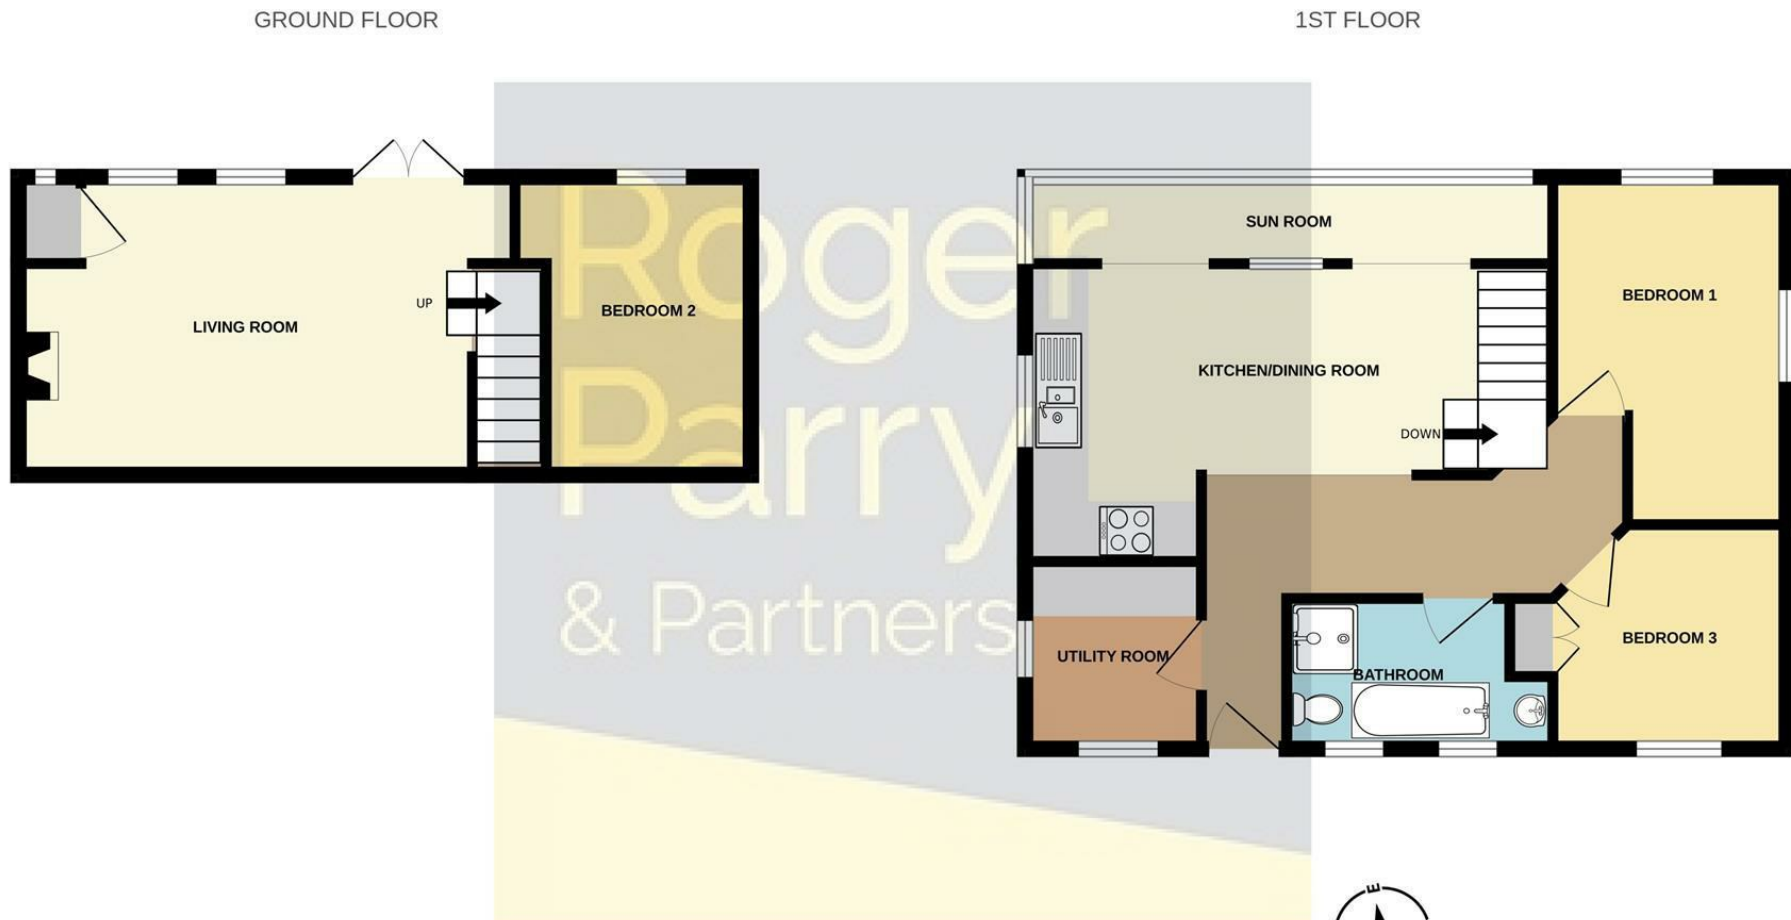 GROUND FLOOR
1ST FLOOR
Roger
Parry
& Partners
LIVING ROOM
UP
BEDROOM 2
SUN ROOM
BEDROOM 1
KITCHEN/DINING ROOM
DOWN
UTILITY ROOM
BATHROOM
BEDROOM 3
E